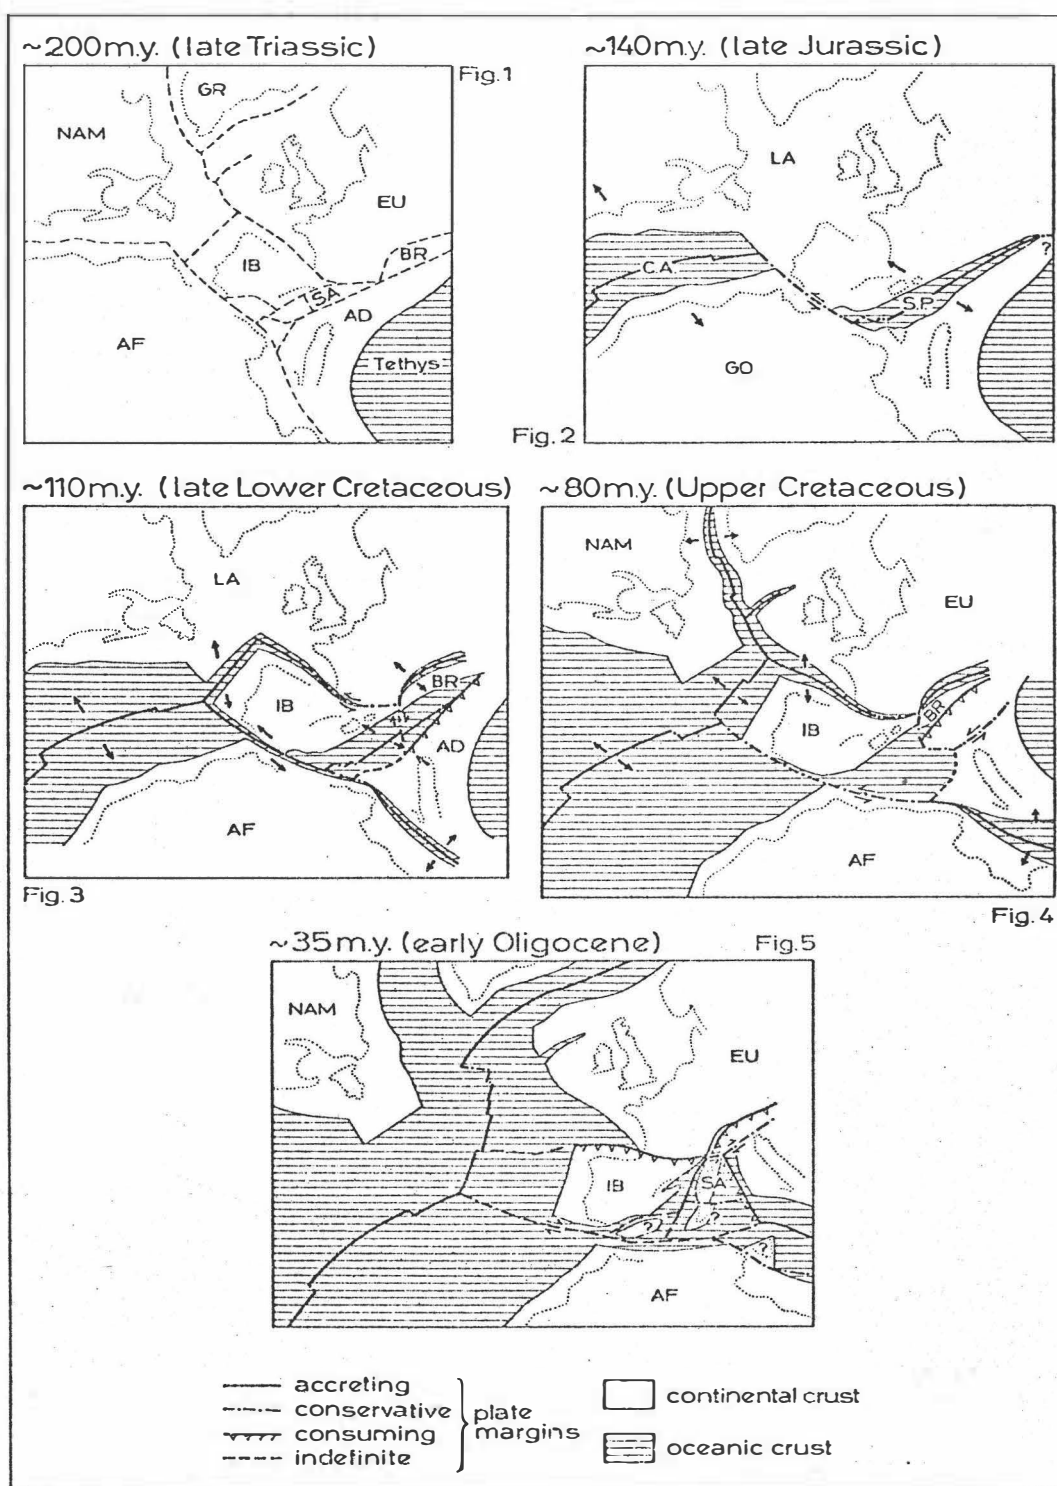 ~200m.y. (late Triassic)
Fig.1
GR
NAM
EU
IB
BR
SA
AD
AF
Tethys
~140m.y. (late Jurassic)
Fig.2
LA
C.A.
S.P.
?
GO
~110m.y. (late Lower Cretaceous)
LA
IB
BR
AD
AF
Fig.3
~80m.y. (Upper Cretaceous)
NAM
EU
IB
BR
AF
Fig.4
~35m.y. (early Oligocene)
Fig.5
NAM
EU
IB
SA
?
?
?
AF
accreting
conservative
consuming
indefinite
plate
margins
continental crust
oceanic crust